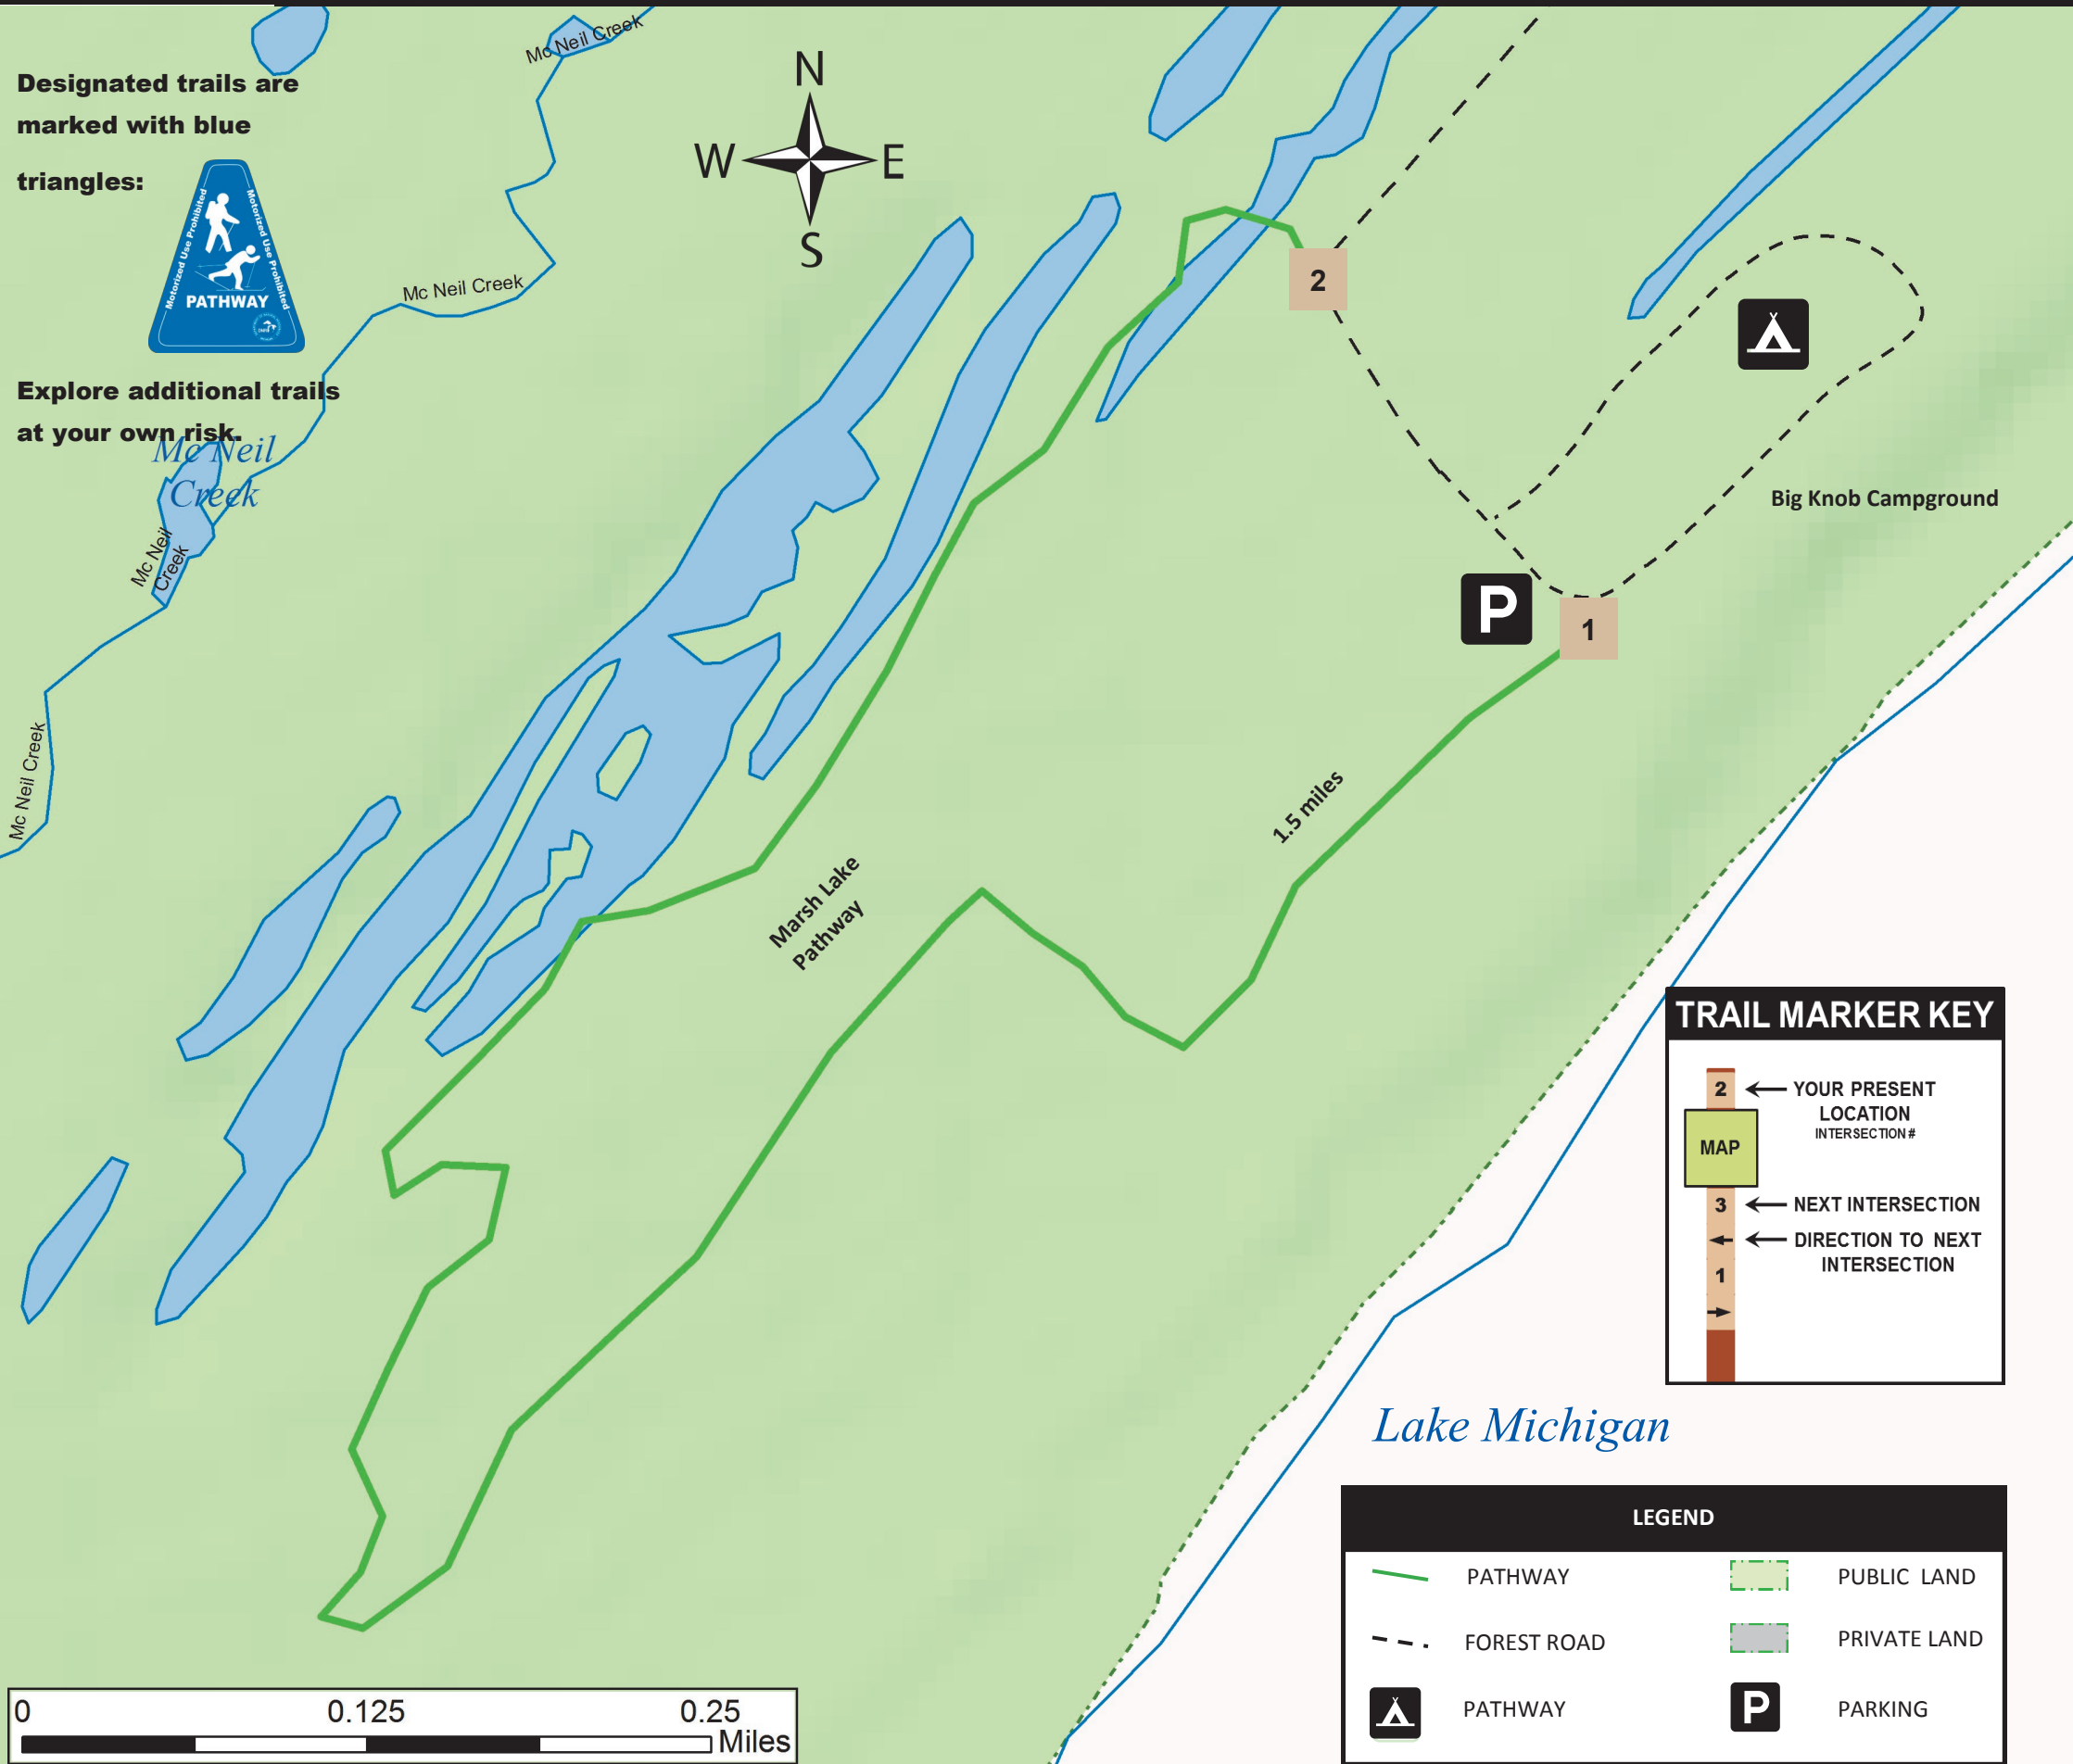 Designated trails are
marked with blue
triangles:
Motorized Use Prohibited
Motorized Use Prohibited
PATHWAY
Explore additional trails
at your own risk.
Mc Neil Creek
N
W
E
S
Mc Neil Creek
Mc Neil
Creek
Mc Neil
Creek
Mc Neil Creek
2
Big Knob Campground
P
1
1.5 miles
Marsh Lake
Pathway
TRAIL MARKER KEY
2
YOUR PRESENT
LOCATION
INTERSECTION #
MAP
3
NEXT INTERSECTION
DIRECTION TO NEXT
INTERSECTION
1
Lake Michigan
LEGEND
PATHWAY
PUBLIC LAND
FOREST ROAD
PRIVATE LAND
PATHWAY
P
PARKING
0
0.125
0.25
Miles